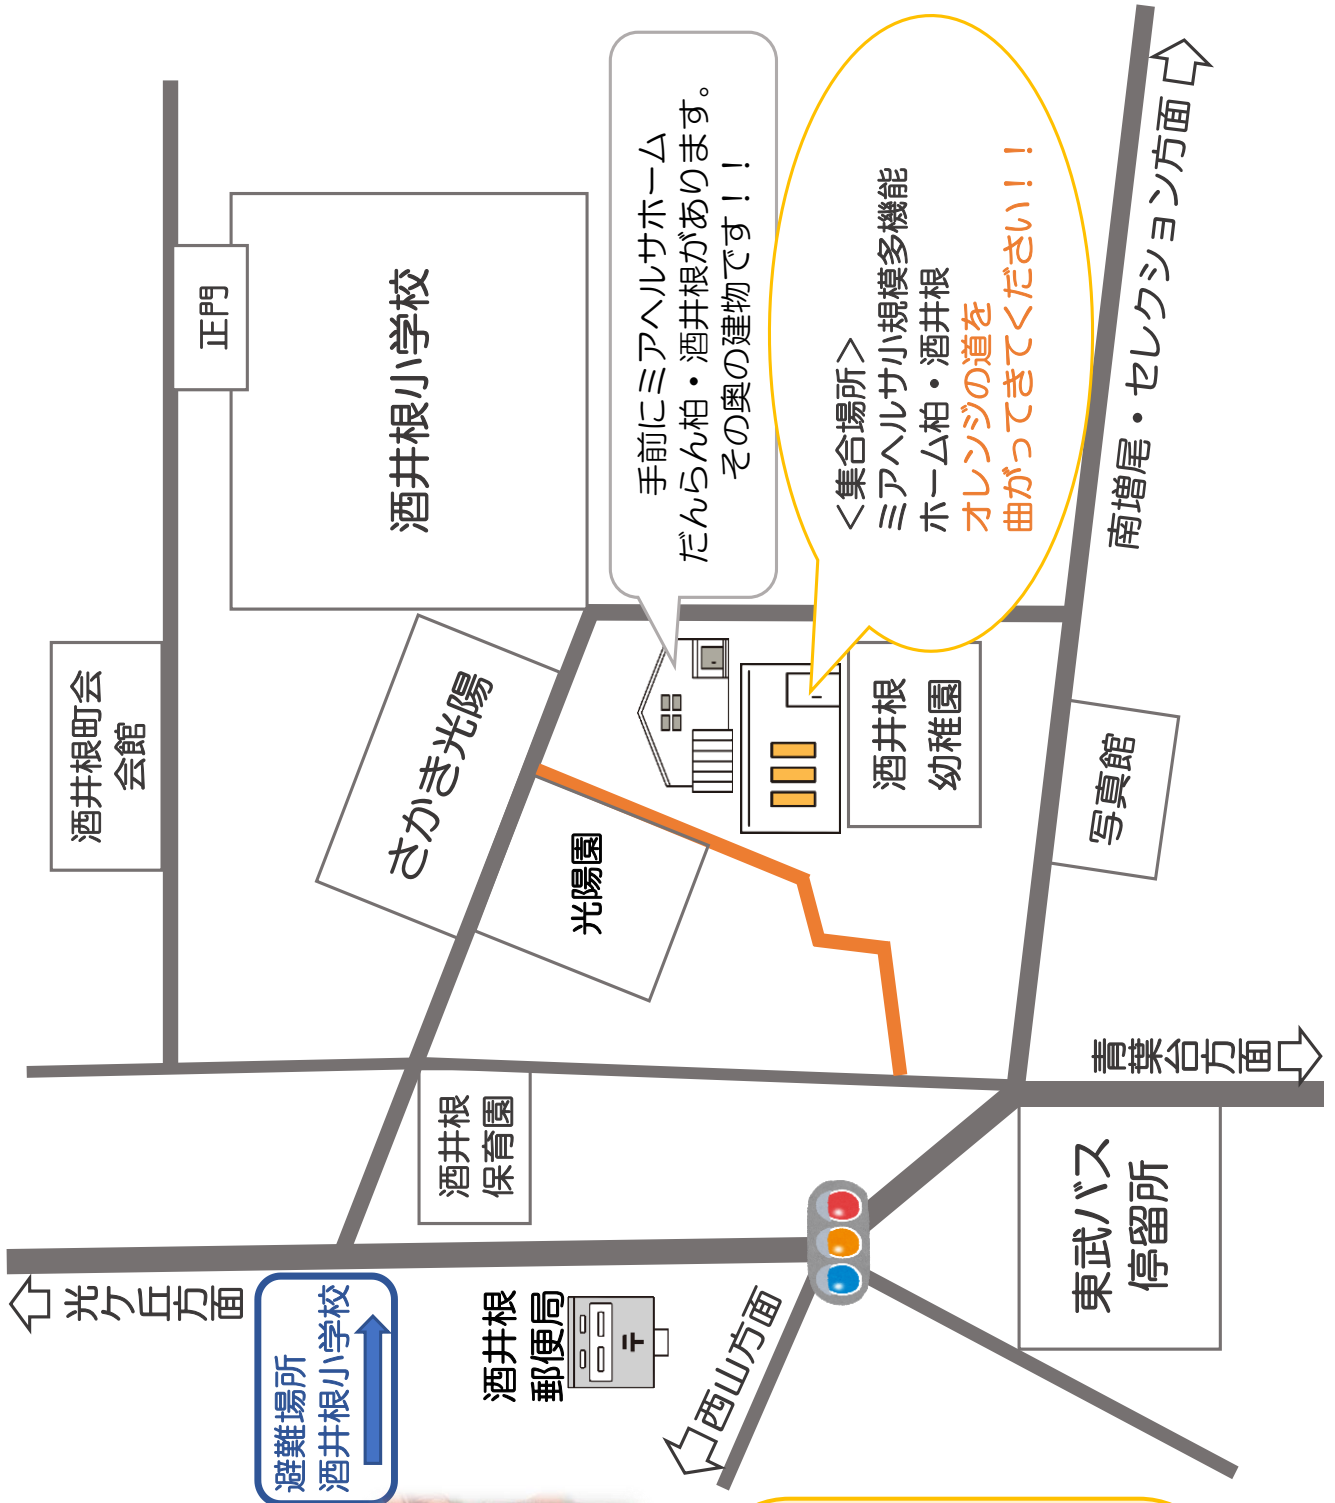 光ケ丘方面
避難場所
酒井根小学校
酒井根
郵便局
〒
西山方面
酒井根町会
会館
正門
酒井根小学校
さかき光陽
光陽園
酒井根
保育園
手前にミアヘルサホーム
だんらん柏・酒井根があります。
その奥の建物です！！
＜集合場所＞
ミアヘルサ小規模多機能
ホーム柏・酒井根
オレンジの道を
曲がってきてください！！
酒井根
幼稚園
写真館
南増尾・セレクション方面
青葉台方面
東武バス
停留所